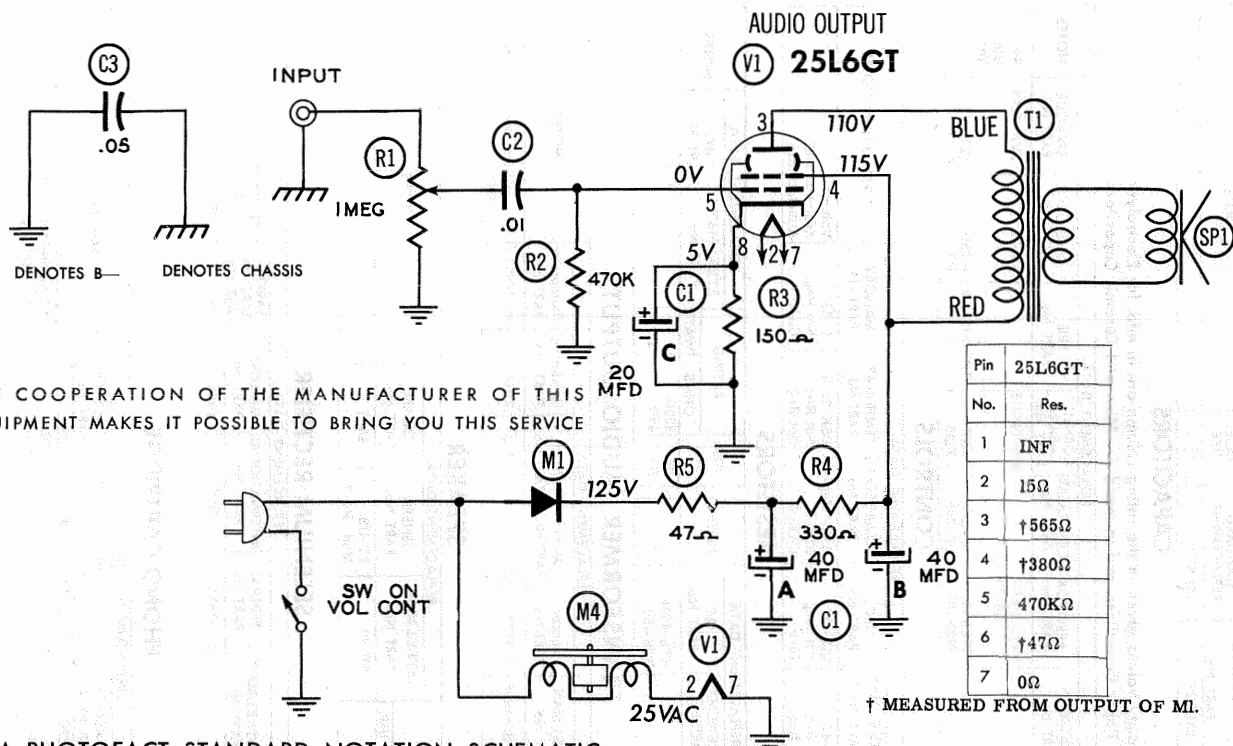 AUDIO OUTPUT
V1 25L6GT
C3
.05
DENOTES B—
DENOTES CHASSIS
INPUT
R1
1MEG
C2
.01
R2
470K
0V
5
3
110V
115V
4
8
2
7
5V
C1
+
−
C
20
MFD
R3
150Ω
BLUE
T1
RED
SP1
COOPERATION OF THE MANUFACTURER OF THIS
UIPMENT MAKES IT POSSIBLE TO BRING YOU THIS SERVICE
M1
125V
R5
47Ω
R4
330Ω
+
−
A
40
MFD
C1
+
−
B
40
MFD
SW ON
VOL CONT
M4
25VAC
V1
2
7
Pin 25L6GT
No. Res.
1 INF
2 15Ω
3 †565Ω
4 †380Ω
5 470KΩ
6 †47Ω
7 0Ω
† MEASURED FROM OUTPUT OF M1.
A PHOTOFACT STANDARD NOTATION SCHEMATIC